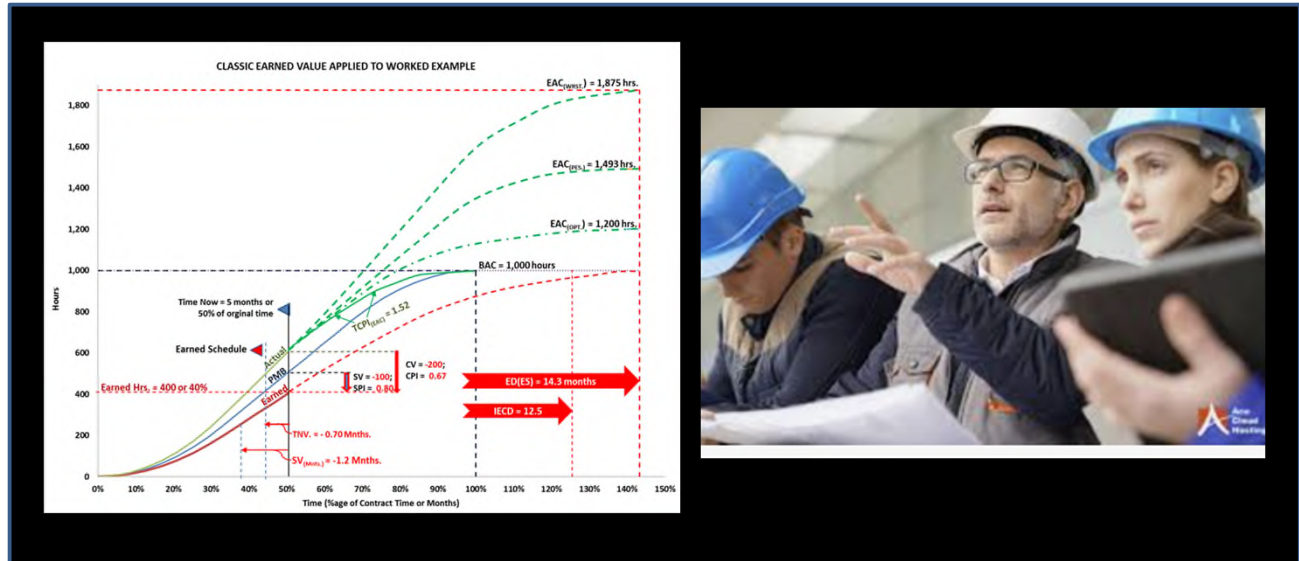 CLASSIC EARNED VALUE APPLIED TO WORKED EXAMPLE
EAC(WRST.) = 1,875 hrs.
EAC(PES.) = 1,493 hrs.
EAC(OPT.) = 1,200 hrs.
BAC = 1,000 hours
Time Now = 5 months or
50% of orginal time
Earned Schedule
TCPI(EAC) = 1.52
Actual
PMB
Earned
CV = -200;
CPI = 0.67
SV = -100;
SPI = 0.80
Earned Hrs. = 400 or 40%
ED(ES) = 14.3 months
IECD = 12.5
TNV. = - 0.70 Mnths.
SV(Mnts.) = -1.2 Mnths.
Hours
1,800
1,600
1,400
1,200
1,000
800
600
400
200
0
0% 10% 20% 30% 40% 50% 60% 70% 80% 90% 100% 110% 120% 130% 140% 150%
Time (%age of Contract Time or Months)
Ace
Cloud
Hosting